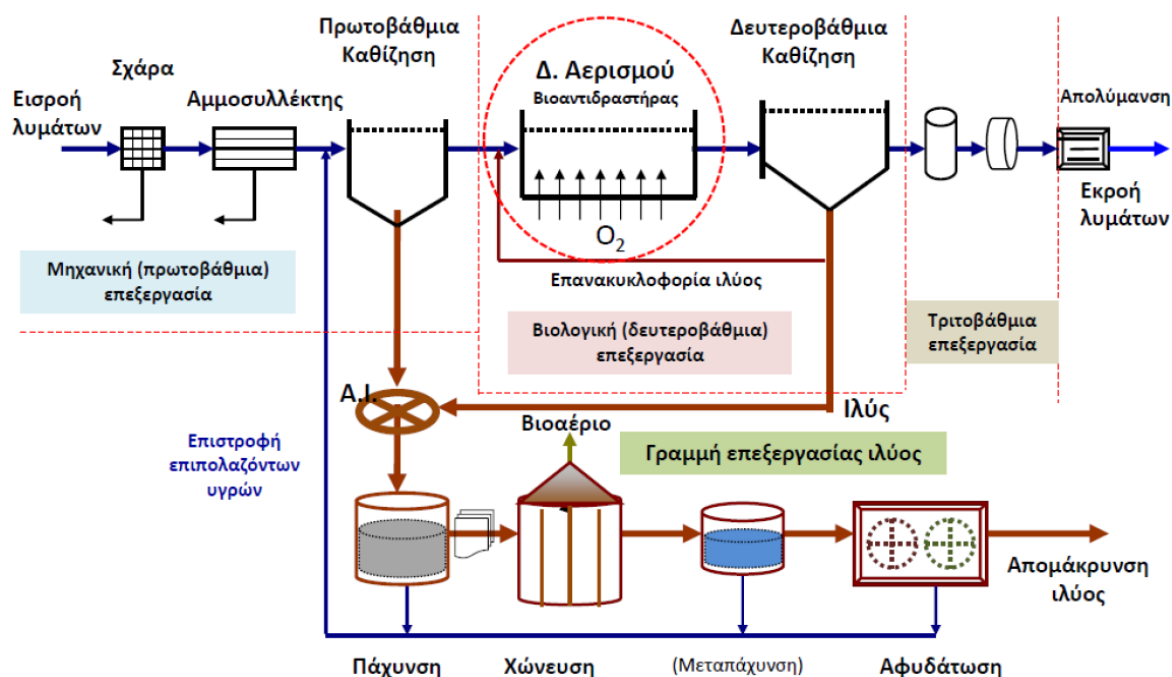 Πρωτοβάθμια
Καθίζηση
Δευτεροβάθμια
Καθίζηση
Σχάρα
Δ. Αερισμού
Βιοαντιδραστήρας
Εισροή
λυμάτων
Αμμοσυλλέκτης
Απολύμανση
Εκροή
λυμάτων
O2
Επανακυκλοφορία ιλύος
Μηχανική (πρωτοβάθμια)
επεξεργασία
Βιολογική (δευτεροβάθμια)
επεξεργασία
Τριτοβάθμια
επεξεργασία
Α.Ι.
Ιλύς
Βιοαέριο
Γραμμή επεξεργασίας ιλύος
Επιστροφή
επιπολαζόντων
υγρών
Απομάκρυνση
ιλύος
Πάχυνση
Χώνευση
(Μεταπάχυνση)
Αφυδάτωση